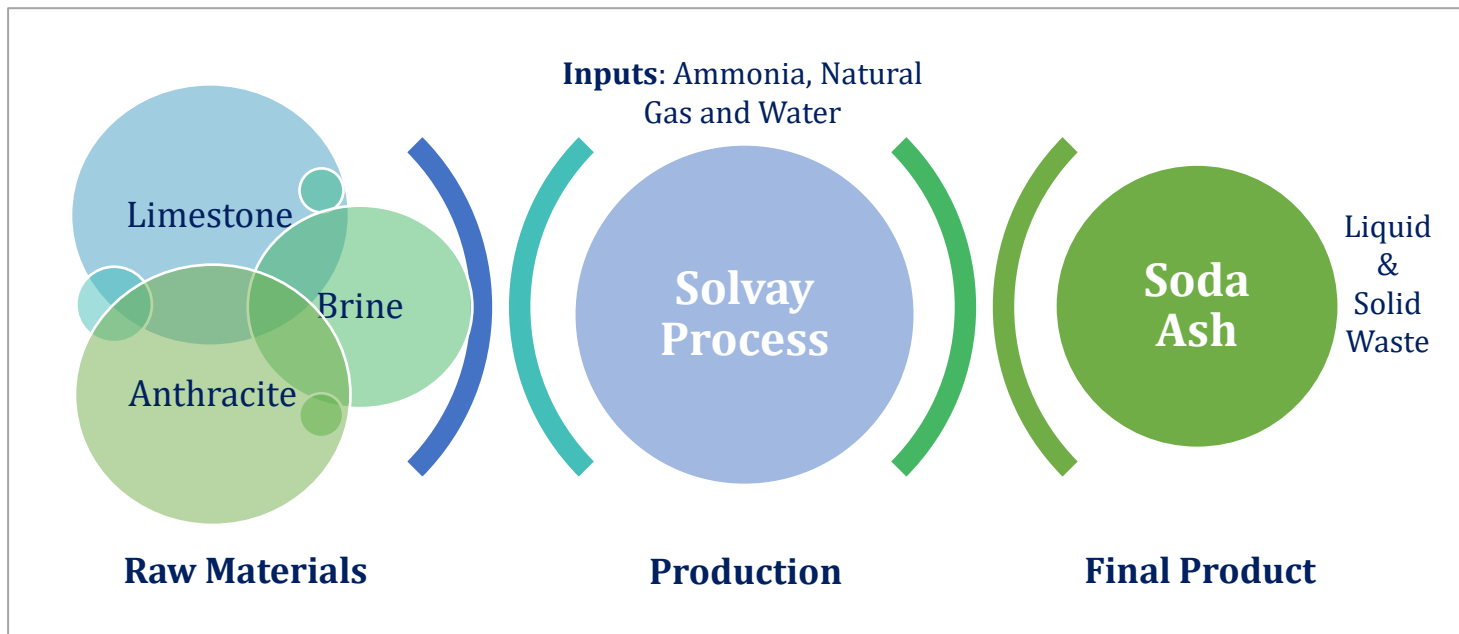 Inputs: Ammonia, Natural
Gas and Water
Limestone
Brine
Anthracite
Solvay
Process
Soda
Ash
Liquid
&
Solid
Waste
Raw Materials
Production
Final Product